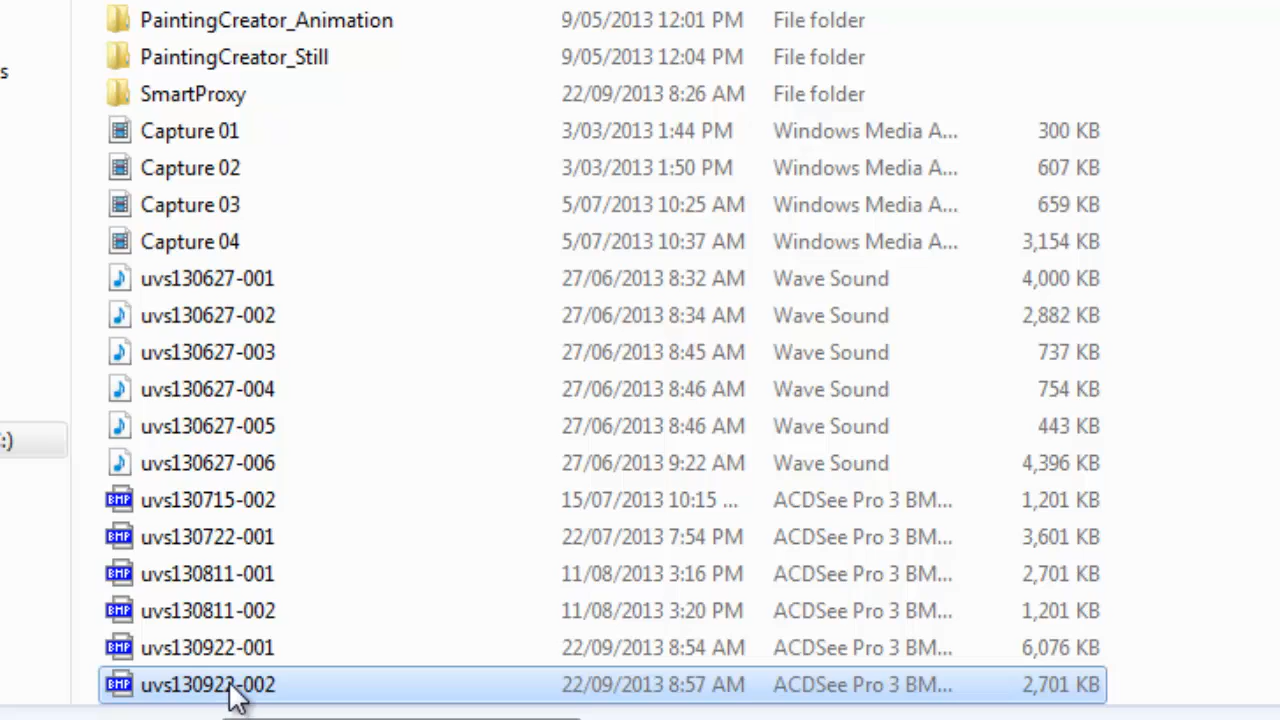 PaintingCreator_Animation 9/05/2013 12:01 PM File folder
PaintingCreator_Still 9/05/2013 12:04 PM File folder
s
SmartProxy 22/09/2013 8:26 AM File folder
Capture 01 3/03/2013 1:44 PM Windows Media A... 300 KB
Capture 02 3/03/2013 1:50 PM Windows Media A... 607 KB
Capture 03 5/07/2013 10:25 AM Windows Media A... 659 KB
Capture 04 5/07/2013 10:37 AM Windows Media A... 3,154 KB
uvs130627-001 27/06/2013 8:32 AM Wave Sound 4,000 KB
uvs130627-002 27/06/2013 8:34 AM Wave Sound 2,882 KB
uvs130627-003 27/06/2013 8:45 AM Wave Sound 737 KB
uvs130627-004 27/06/2013 8:46 AM Wave Sound 754 KB
uvs130627-005 27/06/2013 8:46 AM Wave Sound 443 KB
:)
uvs130627-006 27/06/2013 9:22 AM Wave Sound 4,396 KB
BMP uvs130715-002 15/07/2013 10:15 ... ACDSee Pro 3 BM... 1,201 KB
BMP uvs130722-001 22/07/2013 7:54 PM ACDSee Pro 3 BM... 3,601 KB
BMP uvs130811-001 11/08/2013 3:16 PM ACDSee Pro 3 BM... 2,701 KB
BMP uvs130811-002 11/08/2013 3:20 PM ACDSee Pro 3 BM... 1,201 KB
BMP uvs130922-001 22/09/2013 8:54 AM ACDSee Pro 3 BM... 6,076 KB
BMP uvs130922-002 22/09/2013 8:57 AM ACDSee Pro 3 BM... 2,701 KB